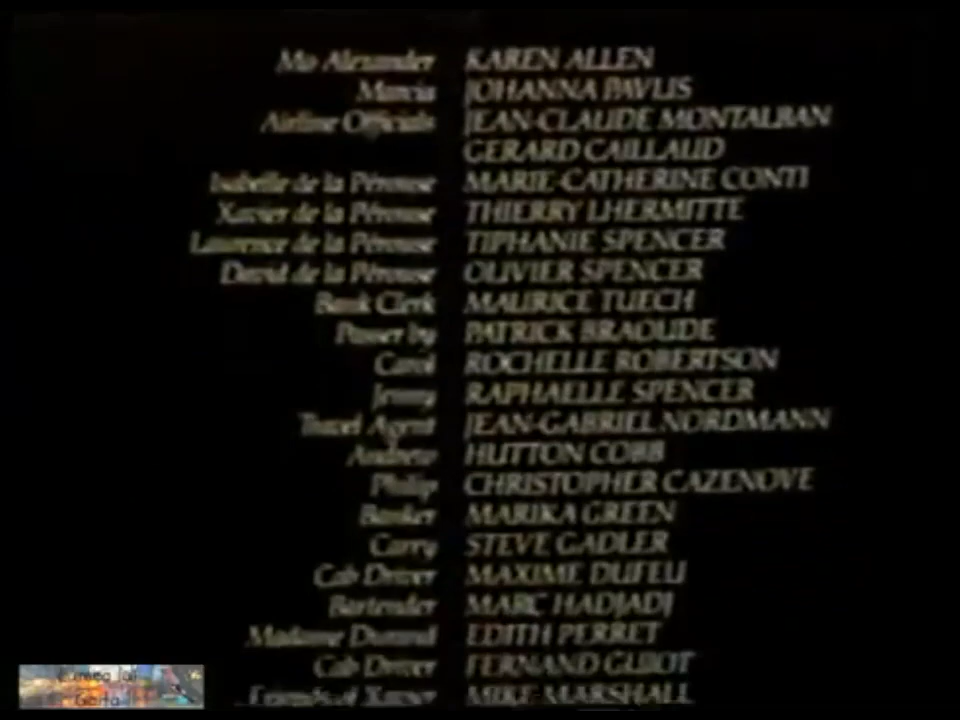 Mo Alexander KAREN ALLEN
Marcia JOHANNA PAVLIS
Airline Officials JEAN-CLAUDE MONTALBAN
GERARD CAILLAUD
Isabelle de la Pérouse MARIE-CATHERINE CONTI
Xavier de la Pérouse THIERRY LHERMITTE
Laurence de la Pérouse TIPHANIE SPENCER
David de la Pérouse OLIVIER SPENCER
Bank Clerk MAURICE TUECH
Passer by PATRICK BRAOUDE
Carol ROCHELLE ROBERTSON
Jenny RAPHAELLE SPENCER
Travel Agent JEAN-GABRIEL NORDMANN
Andrew HUTTON COBB
Philip CHRISTOPHER CAZENOVE
Banker MARIKA GREEN
Corry STEVE GADLER
Cab Driver MAXIME DUFEU
Bartender MARC HADJADJ
Madame Durand EDITH PERRET
Cab Driver FERNAND GUIOT
Friends of Xavier MIKE MARSHALL